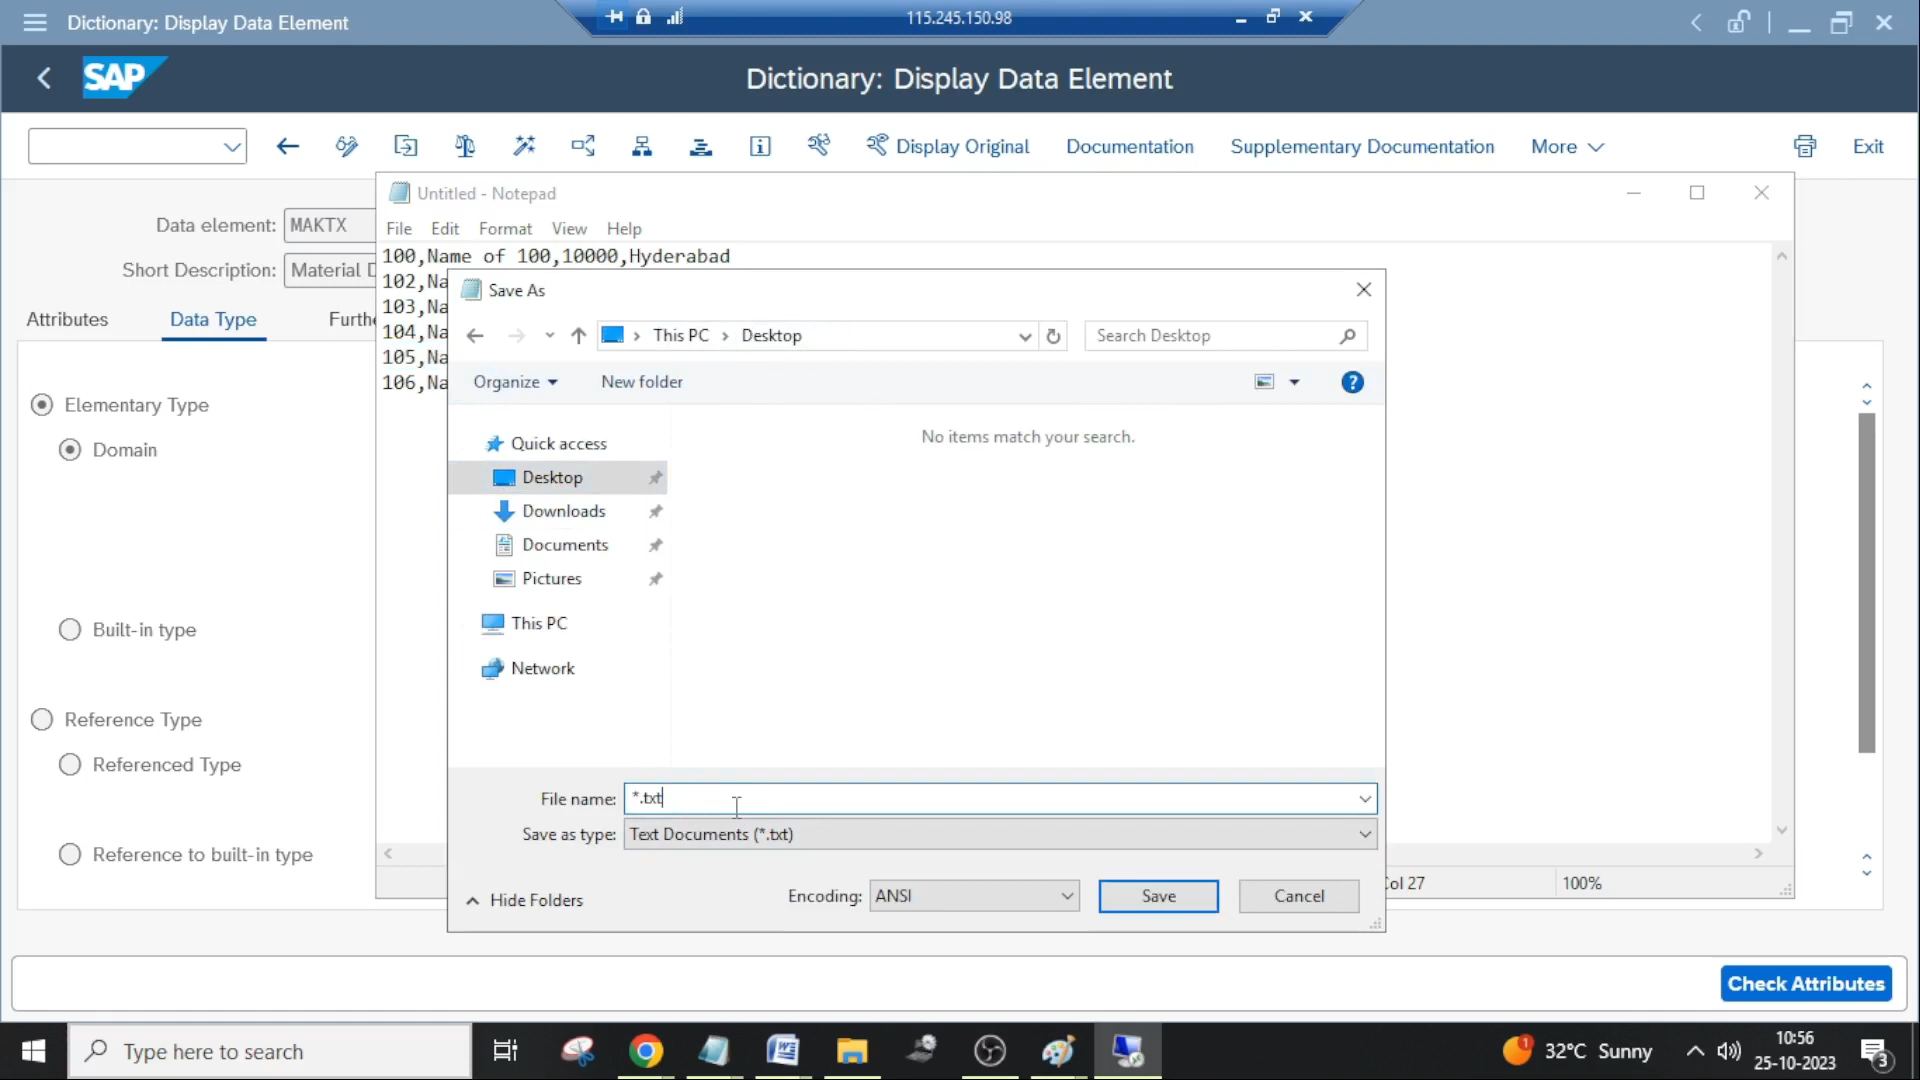 Dictionary: Display Data Element
115.245.150.98
SAP
Dictionary: Display Data Element
Display Original
Documentation
Supplementary Documentation
More
Exit
Data element:
MAKTX
Short Description:
Material D
Attributes
Data Type
Furthe
Elementary Type
Domain
Built-in type
Reference Type
Referenced Type
Reference to built-in type
Untitled - Notepad
File
Edit
Format
View
Help
100,Name of 100,10000,Hyderabad
102,Na
103,Na
104,Na
105,Na
106,Na
Col 27
100%
Save As
This PC
Desktop
Search Desktop
Organize
New folder
?
Quick access
Desktop
Downloads
Documents
Pictures
This PC
Network
No items match your search.
File name:
*.txt
Save as type:
Text Documents (*.txt)
Hide Folders
Encoding:
ANSI
Save
Cancel
Check Attributes
Type here to search
1
32°C Sunny
10:56
25-10-2023
3